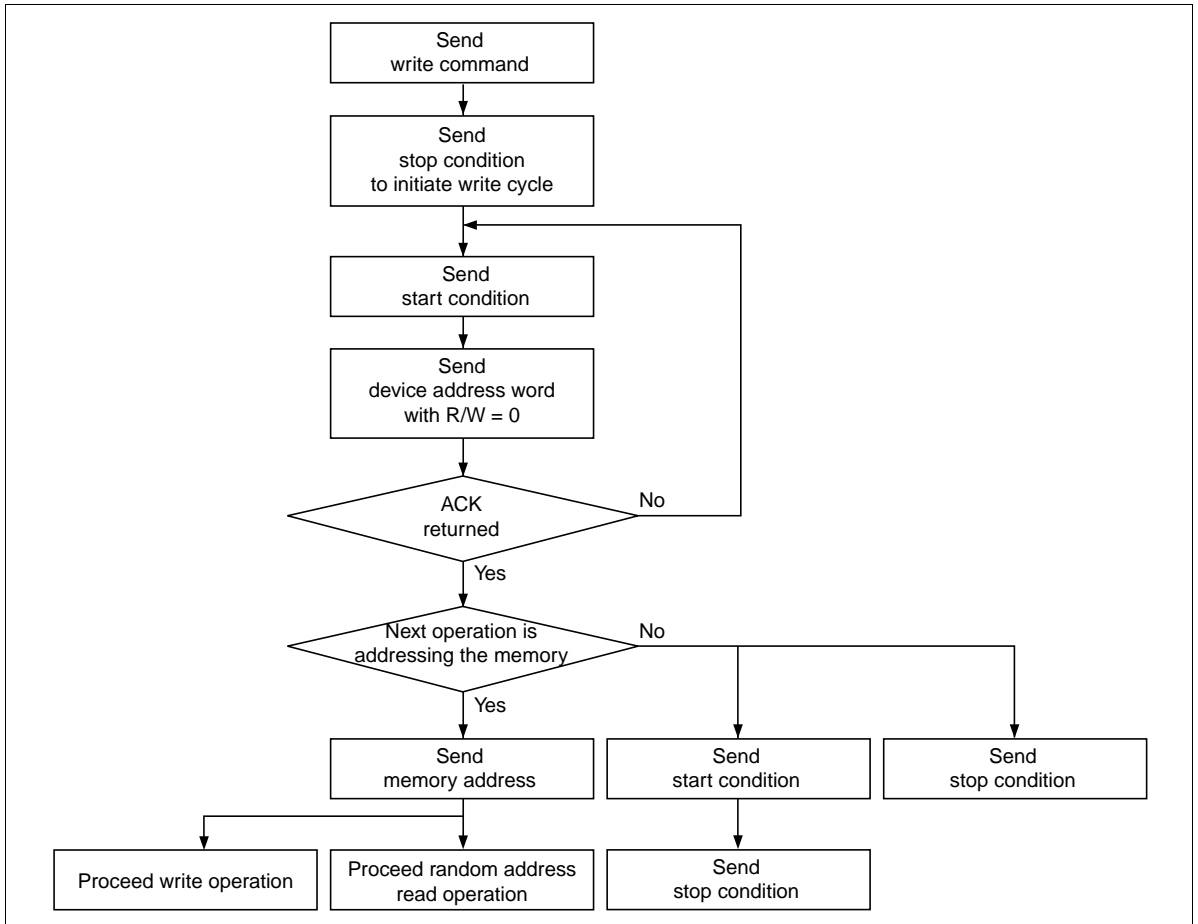 Send
write command
Send
stop condition
to initiate write cycle
Send
start condition
Send
device address word
with R/W = 0
ACK
returned
No
Yes
Next operation is
addressing the memory
No
Yes
Send
memory address
Send
start condition
Send
stop condition
Proceed write operation
Proceed random address
read operation
Send
stop condition